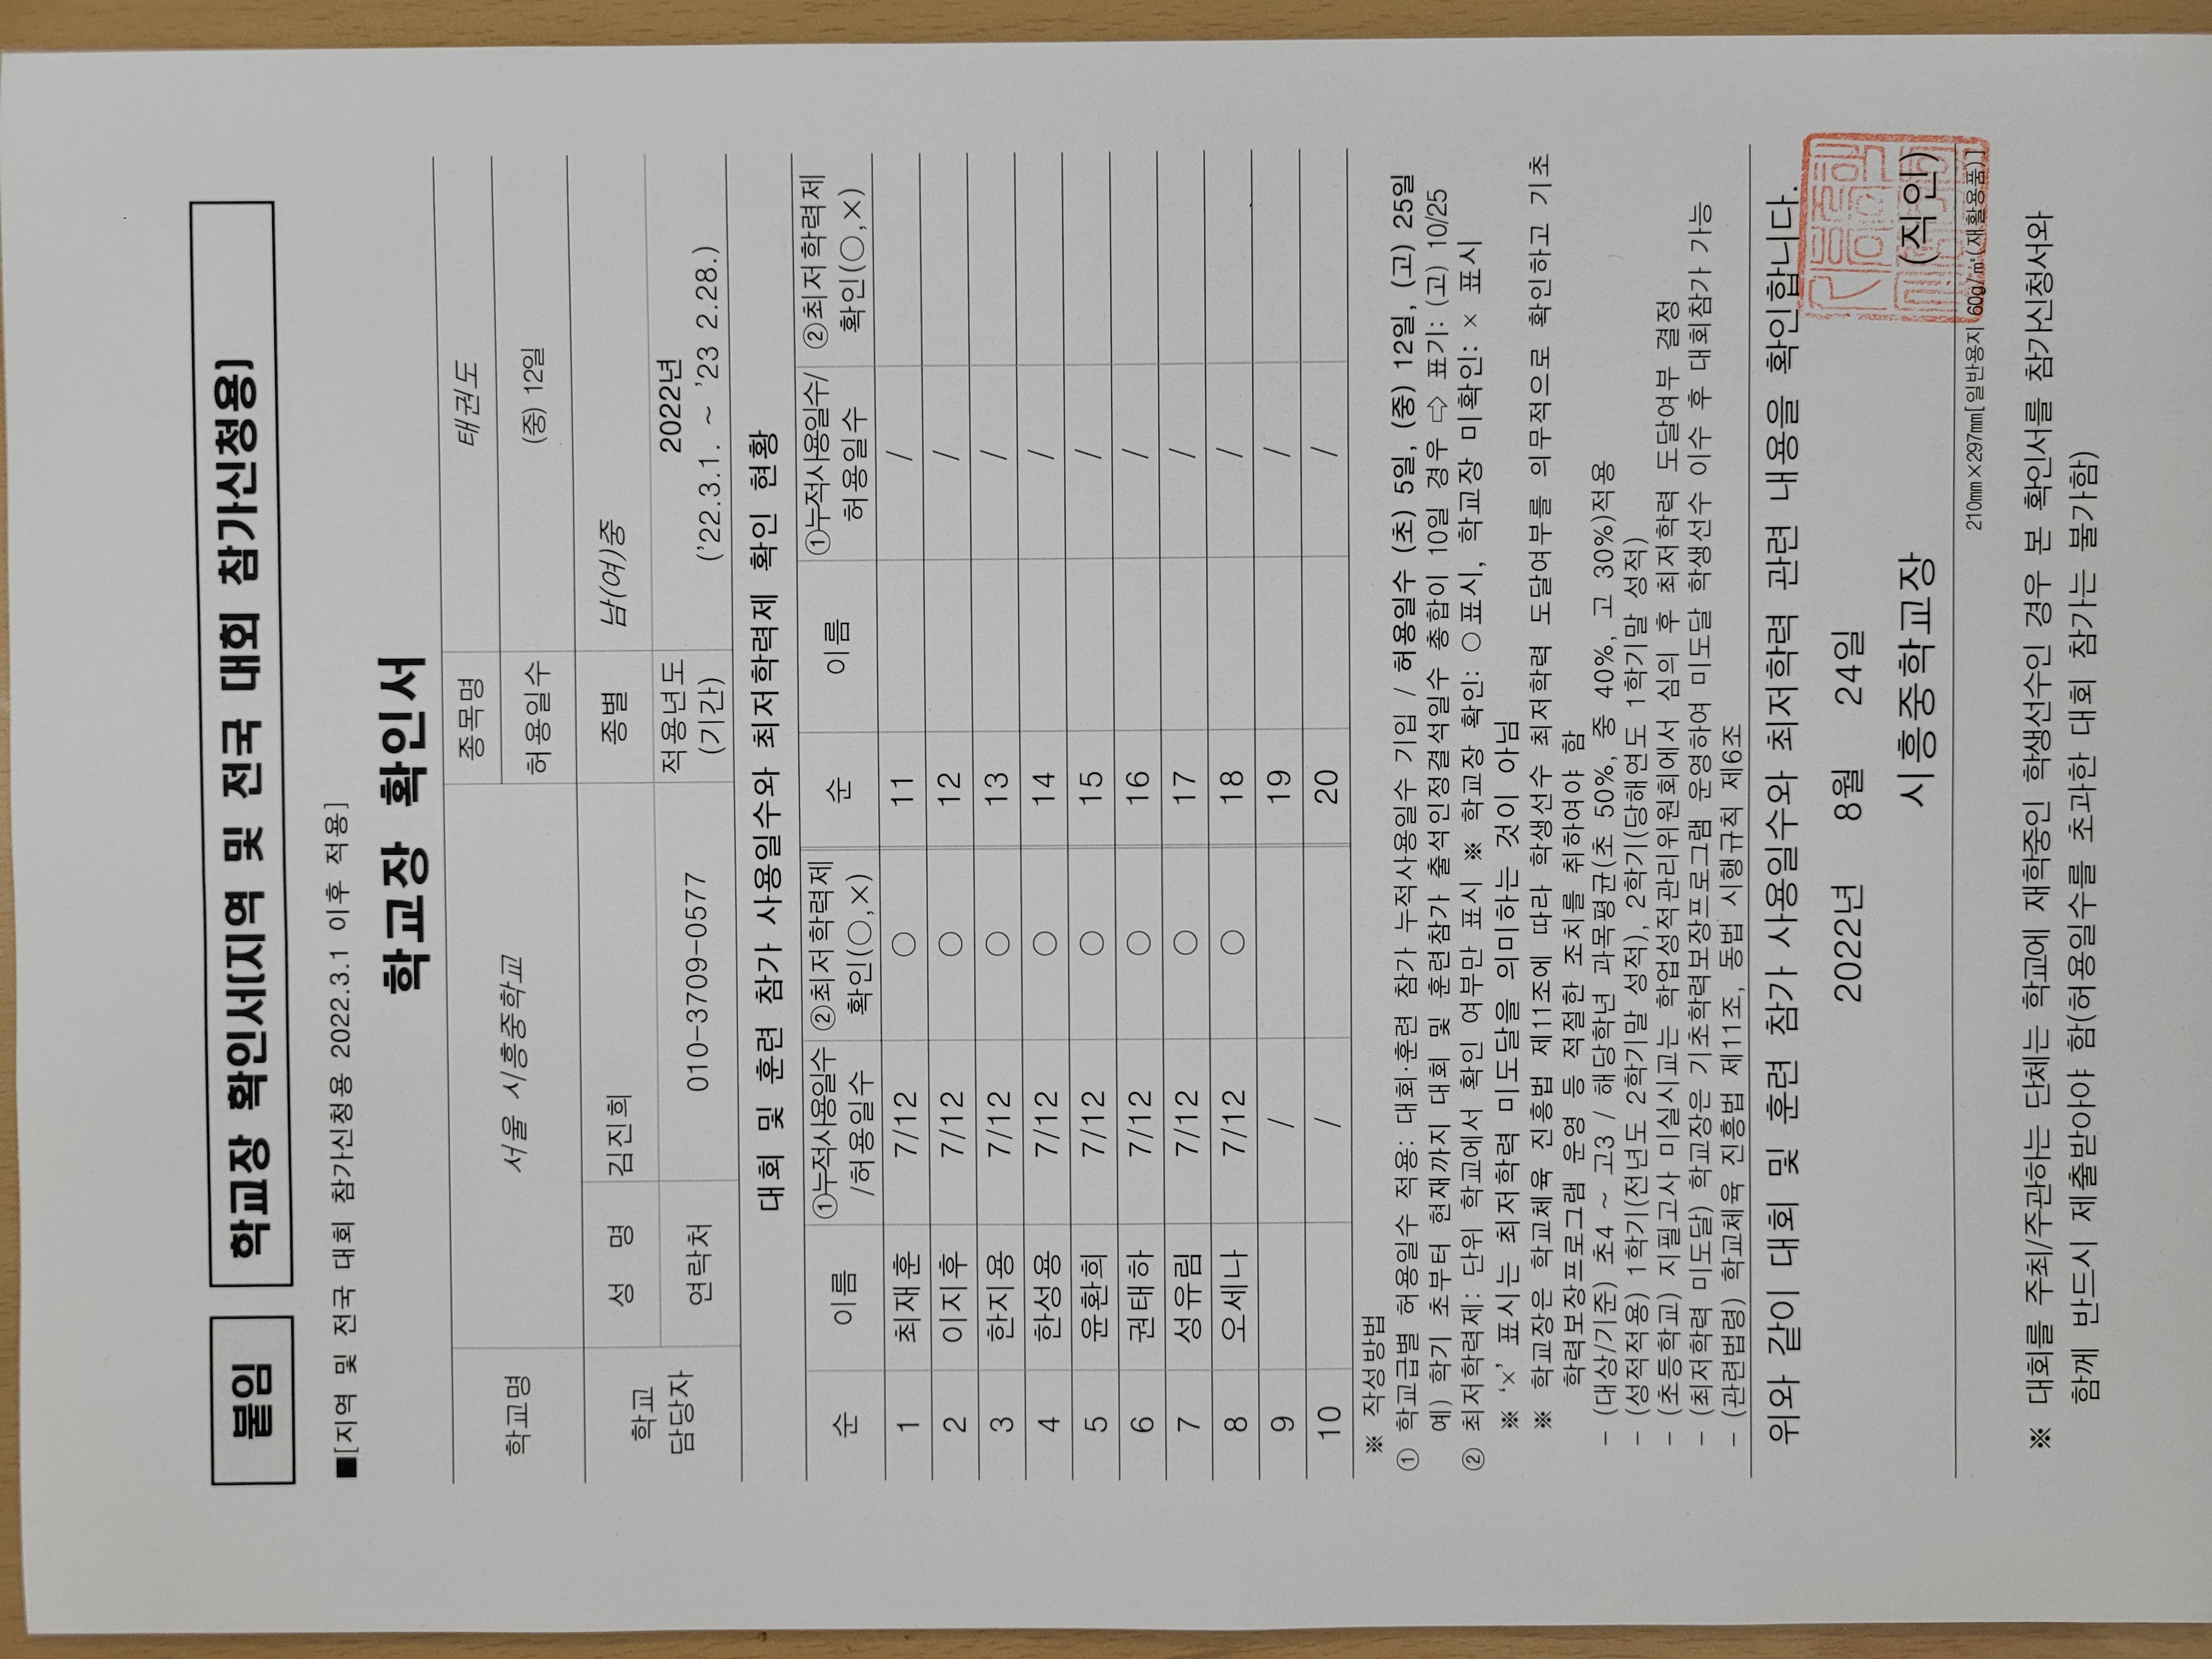 붙임 학교장 확인서(지역 및 전국 대회 참가신청용)
■[지역 및 전국 대회 참가신청용 2022.3.1 이후 적용]
학교장 확인서
학교명 서울 시흥중학교 종목명 태권도
허용일수 (중) 12일
학교 담당자 성 명 김진희 종별 남(여)중
연락처 010-3709-0577 적용년도 (기간) 2022년 ('22.3.1. ~ '23 2.28.)
대회 및 훈련 참가 사용일수와 최저학력제 확인 현황
순 이름 ①누적사용일수 /허용일수 ②최저학력제 확인(○,×) 순 이름 ①누적사용일수/ 허용일수 ②최저학력제 확인(○,×)
1 최재훈 7/12 ○ 11 /
2 이지후 7/12 ○ 12 /
3 한지용 7/12 ○ 13 /
4 한성용 7/12 ○ 14 /
5 윤환희 7/12 ○ 15 /
6 권태하 7/12 ○ 16 /
7 성유림 7/12 ○ 17 /
8 오세나 7/12 ○ 18 /
9 / 19 /
10 / 20 /
※ 작성방법
① 학교급별 허용일수 적용: 대회·훈련 참가 누적사용일수 기입 / 허용일수 (초) 5일, (중) 12일, (고) 25일
예) 학기 초부터 현재까지 대회 및 훈련참가 출석인정결석일수 총합이 10일 경우 ⇨ 표기: (고) 10/25
② 최저학력제: 단위 학교에서 확인 여부만 표시 ※ 학교장 확인: ○표시, 학교장 미확인: × 표시
※ '×' 표시는 최저학력 미도달을 의미하는 것이 아님
※ 학교장은 학교체육 진흥법 제11조에 따라 학생선수 최저학력 도달여부를 의무적으로 확인하고 기초
학력보장프로그램 운영 등 적절한 조치를 취하여야 함
- (대상/기준) 초4 ~ 고3 / 해당학년 과목평균(초 50%, 중 40%, 고 30%)적용
- (성적적용) 1학기(전년도 2학기말 성적), 2학기(당해연도 1학기말 성적)
- (초등학교) 지필고사 미실시교는 학업성적관리위원회에서 심의 후 최저학력 도달여부 결정
- (최저학력 미도달) 학교장은 기초학력보장프로그램 운영하여 미도달 학생선수 이수 후 대회참가 가능
- (관련법령) 학교체육 진흥법 제11조, 동법 시행규칙 제6조
위와 같이 대회 및 훈련 참가 사용일수와 최저학력 관련 내용을 확인합니다.
2022년 8월 24일
시흥중학교장 (직인)
210㎜×297㎜[일반용지 60g/㎡(재활용품)]
※ 대회를 주최/주관하는 단체는 학교에 재학중인 학생선수인 경우 본 확인서를 참가신청서와
함께 반드시 제출받아야 함(허용일수를 초과한 대회 참가는 불가함)